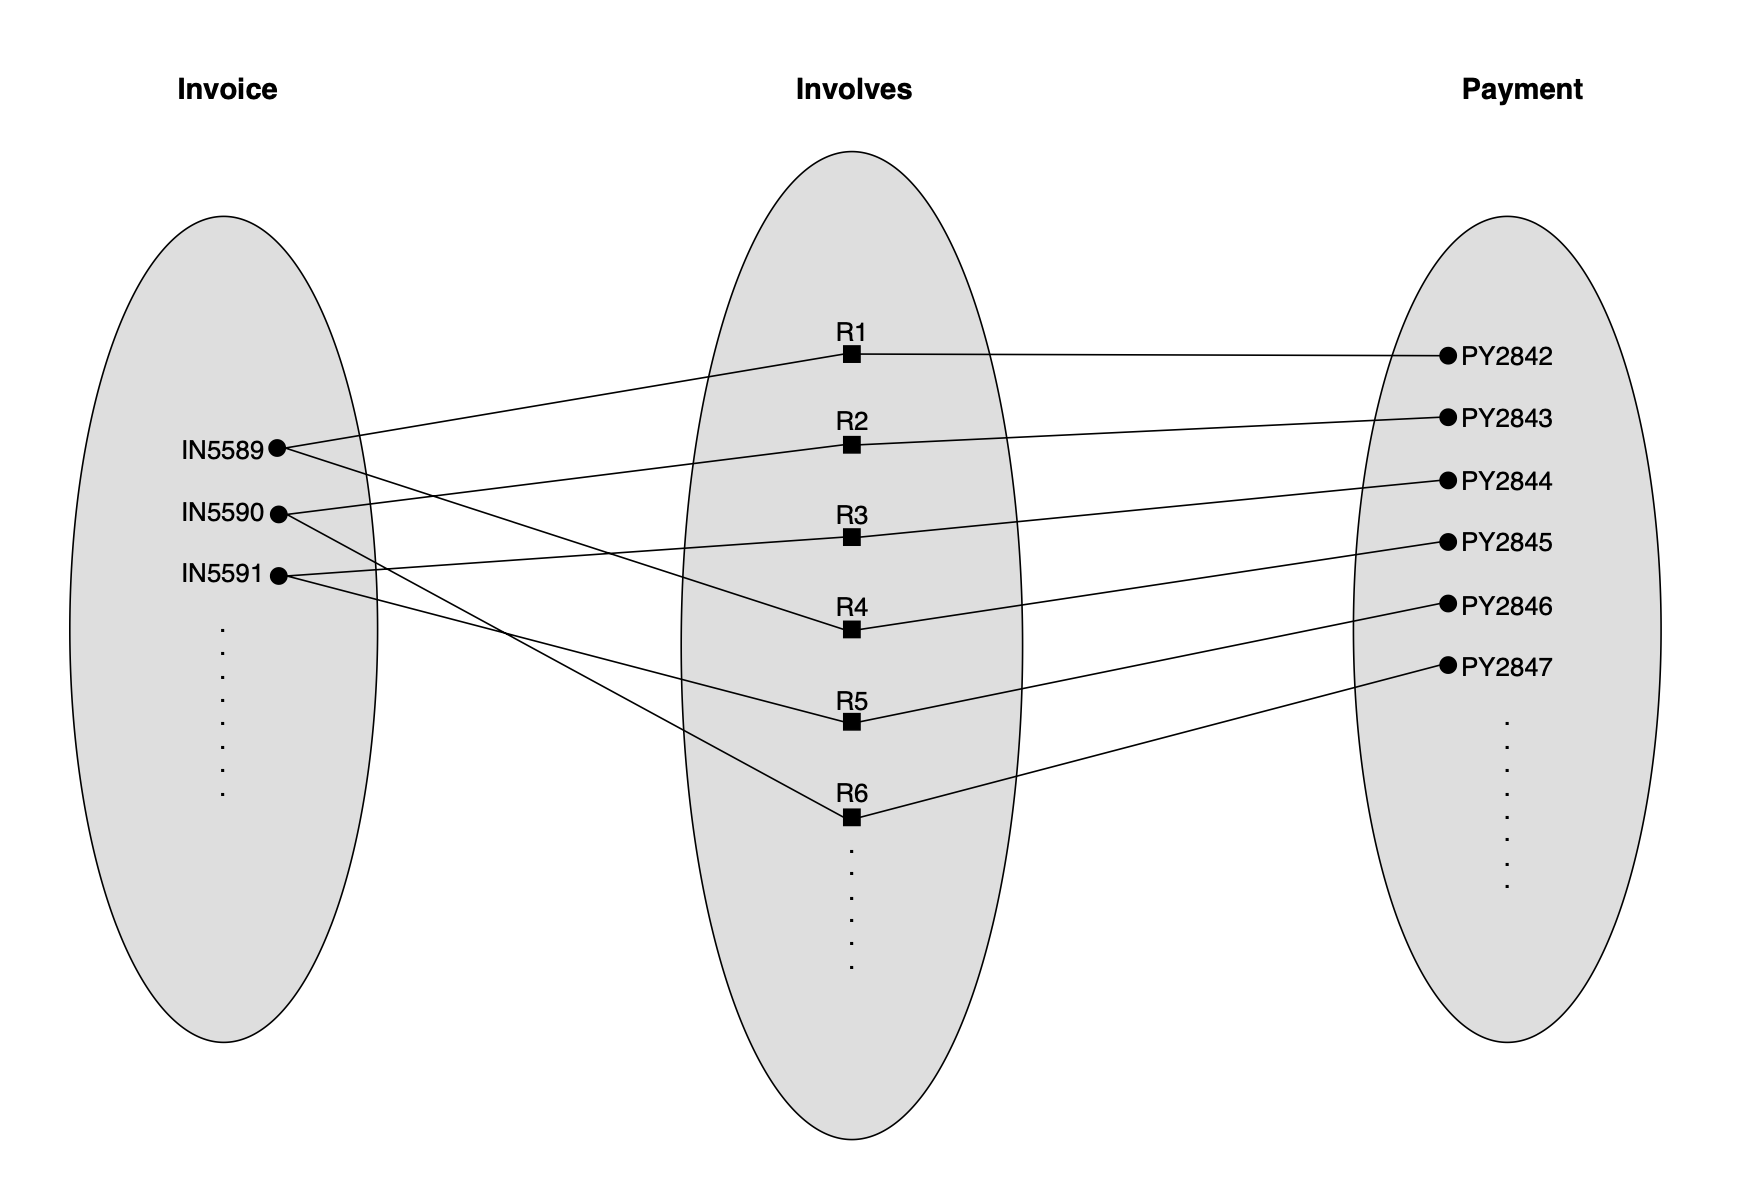 Invoice
Involves
Payment
IN5589
IN5590
IN5591
R1
R2
R3
R4
R5
R6
PY2842
PY2843
PY2844
PY2845
PY2846
PY2847